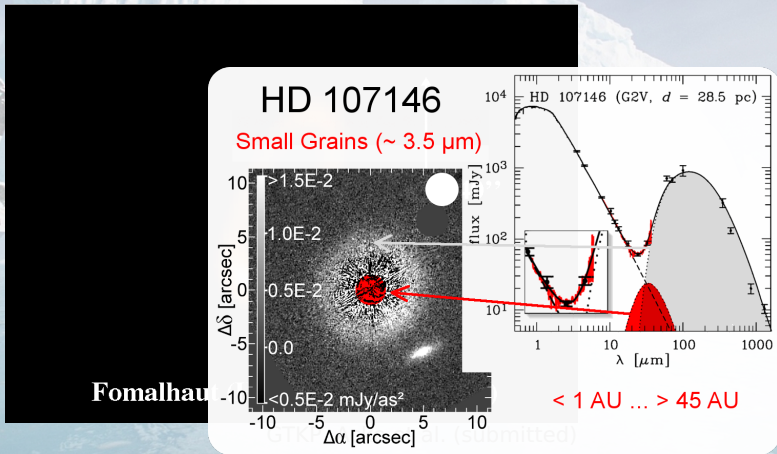 HD 107146
Small Grains (~ 3.5 µm)
>1.5E-2
1.0E-2
0.5E-2
0.0
<0.5E-2 mJy/as²
10
5
0
-5
-10
Δδ [arcsec]
-10 -5 0 5 10
Δα [arcsec]
HD 107146 (G2V, d = 28.5 pc)
10⁴
10³
10²
10¹
flux [mJy]
1 10 100 1000
λ [µm]
< 1 AU ... > 45 AU
Fomalhaut
(submitted)